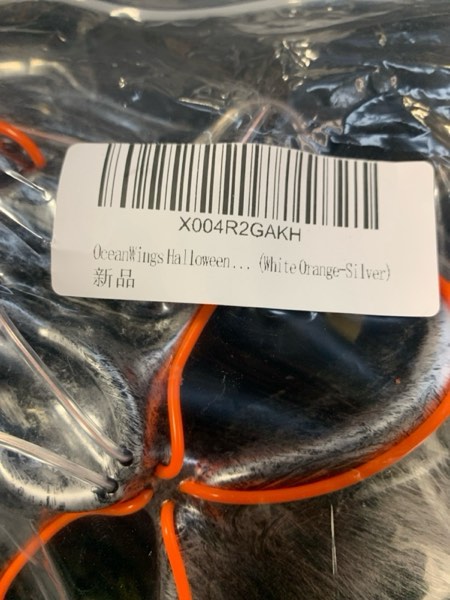 X004R2GAKH
OceanWings Halloween... (White Orange-Silver)
新品